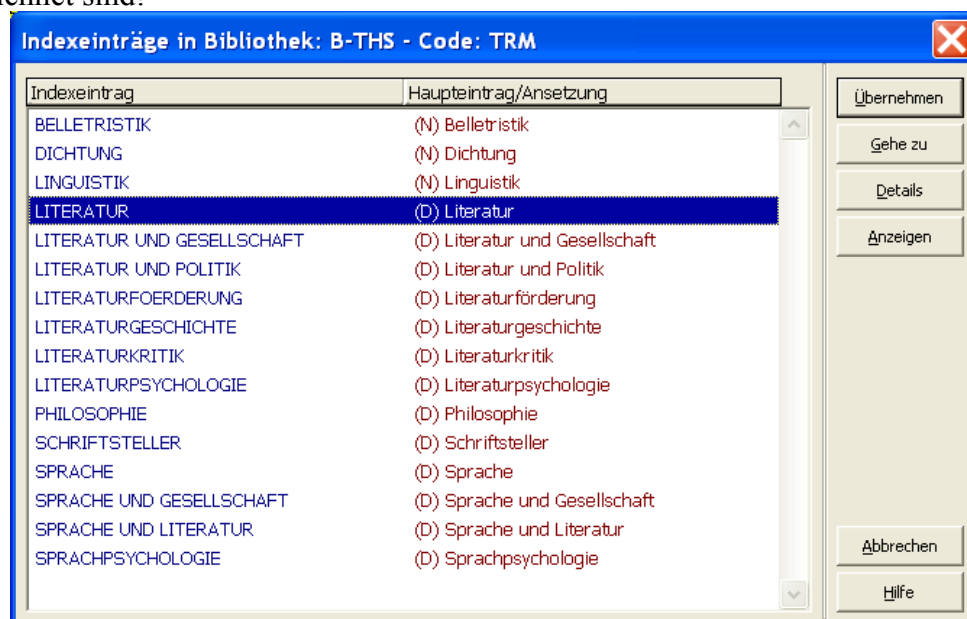 sind?
Indexeinträge in Bibliothek: B-THS - Code: TRM
Indexeintrag Haupteintrag/Ansetzung
BELLETRISTIK (N) Belletristik
DICHTUNG (N) Dichtung
LINGUISTIK (N) Linguistik
LITERATUR (D) Literatur
LITERATUR UND GESELLSCHAFT (D) Literatur und Gesellschaft
LITERATUR UND POLITIK (D) Literatur und Politik
LITERATURFOERDERUNG (D) Literaturförderung
LITERATURGESCHICHTE (D) Literaturgeschichte
LITERATURKRITIK (D) Literaturkritik
LITERATURPSYCHOLOGIE (D) Literaturpsychologie
PHILOSOPHIE (D) Philosophie
SCHRIFTSTELLER (D) Schriftsteller
SPRACHE (D) Sprache
SPRACHE UND GESELLSCHAFT (D) Sprache und Gesellschaft
SPRACHE UND LITERATUR (D) Sprache und Literatur
SPRACHPSYCHOLOGIE (D) Sprachpsychologie
Übernehmen
Gehe zu
Details
Anzeigen
Abbrechen
Hilfe